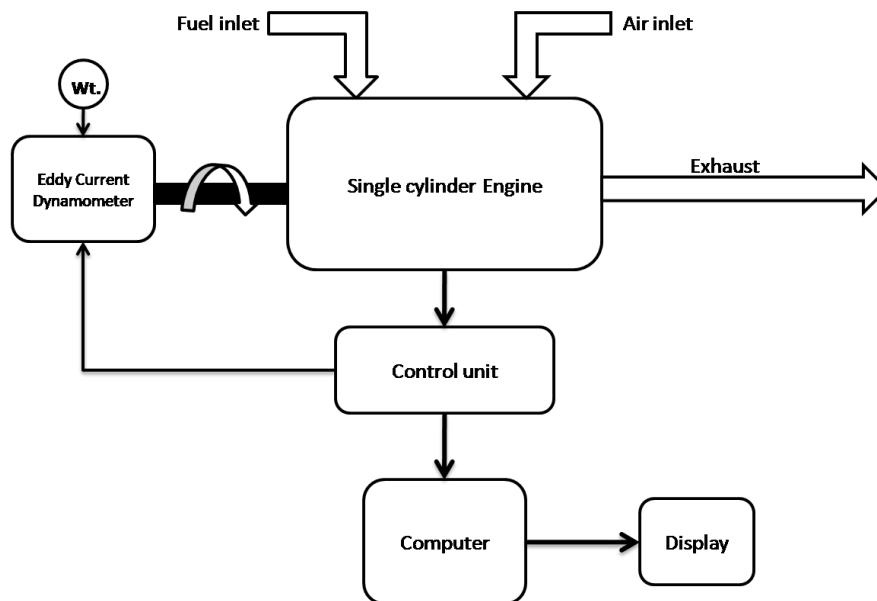 Fuel inlet
Air inlet
Wt.
Eddy Current
Dynamometer
Single cylinder Engine
Exhaust
Control unit
Computer
Display